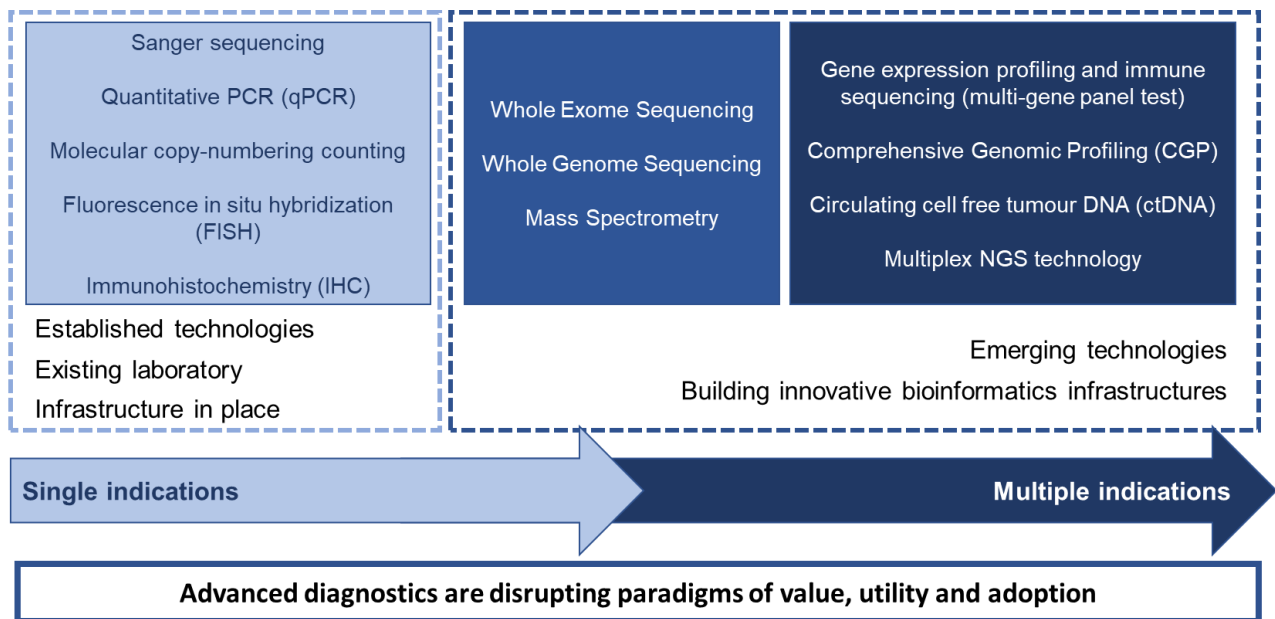 Sanger sequencing
Quantitative PCR (qPCR)
Molecular copy-numbering counting
Fluorescence in situ hybridization
(FISH)
Immunohistochemistry (IHC)
Established technologies
Existing laboratory
Infrastructure in place
Whole Exome Sequencing
Whole Genome Sequencing
Mass Spectrometry
Gene expression profiling and immune
sequencing (multi-gene panel test)
Comprehensive Genomic Profiling (CGP)
Circulating cell free tumour DNA (ctDNA)
Multiplex NGS technology
Emerging technologies
Building innovative bioinformatics infrastructures
Single indications
Multiple indications
Advanced diagnostics are disrupting paradigms of value, utility and adoption